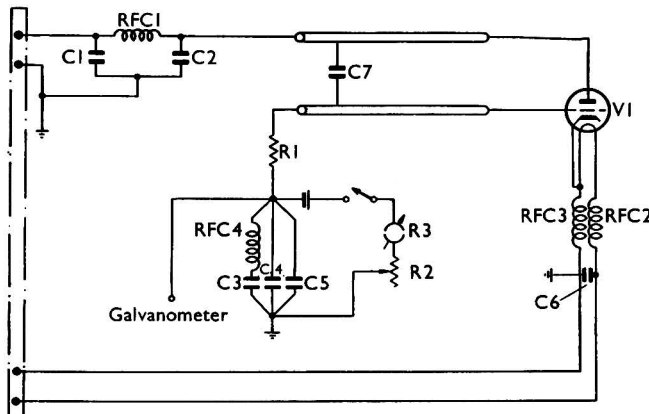 RFC1
C1
C2
C7
V1
R1
RFC4
R3
RFC3
RFC2
C3
C4
C5
R2
C6
Galvanometer